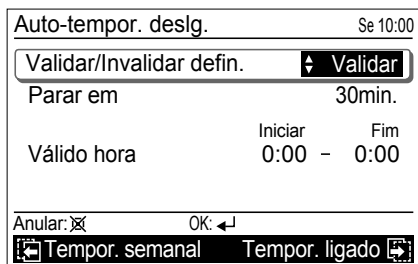 Auto-tempor. deslg. Se 10:00
Validar/Invalidar defin. Validar
Parar em 30min.
Iniciar Fim
Válido hora 0:00 - 0:00
Anular: OK:
Tempor. semanal Tempor. ligado